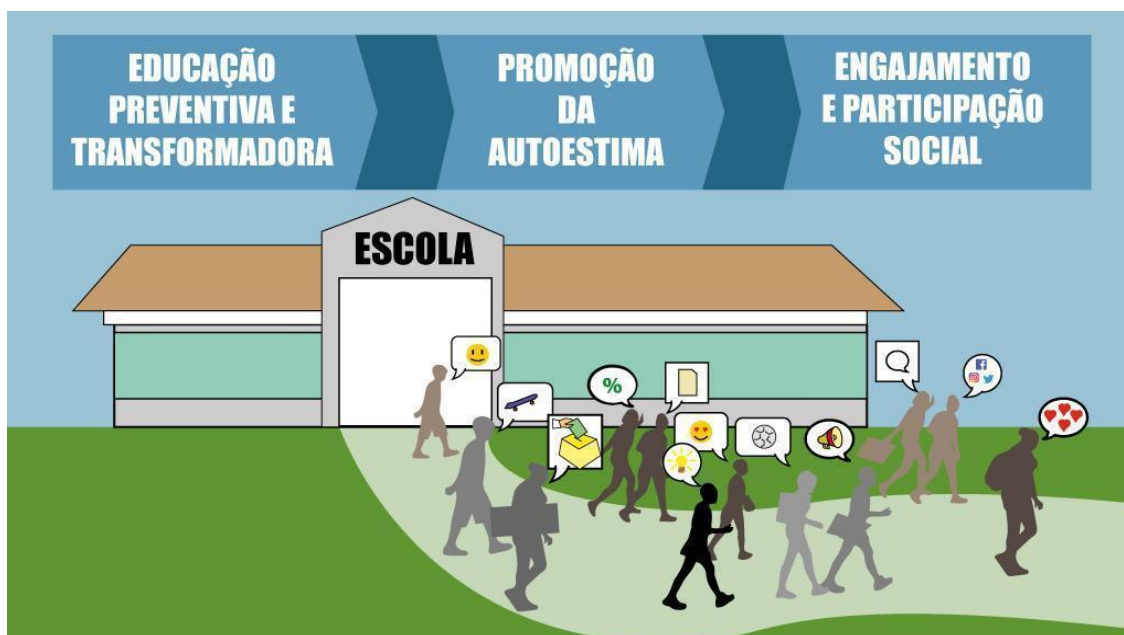 EDUCAÇÃO
PREVENTIVA E
TRANSFORMADORA
PROMOÇÃO
DA
AUTOESTIMA
ENGAJAMENTO
E PARTICIPAÇÃO
SOCIAL
ESCOLA
%